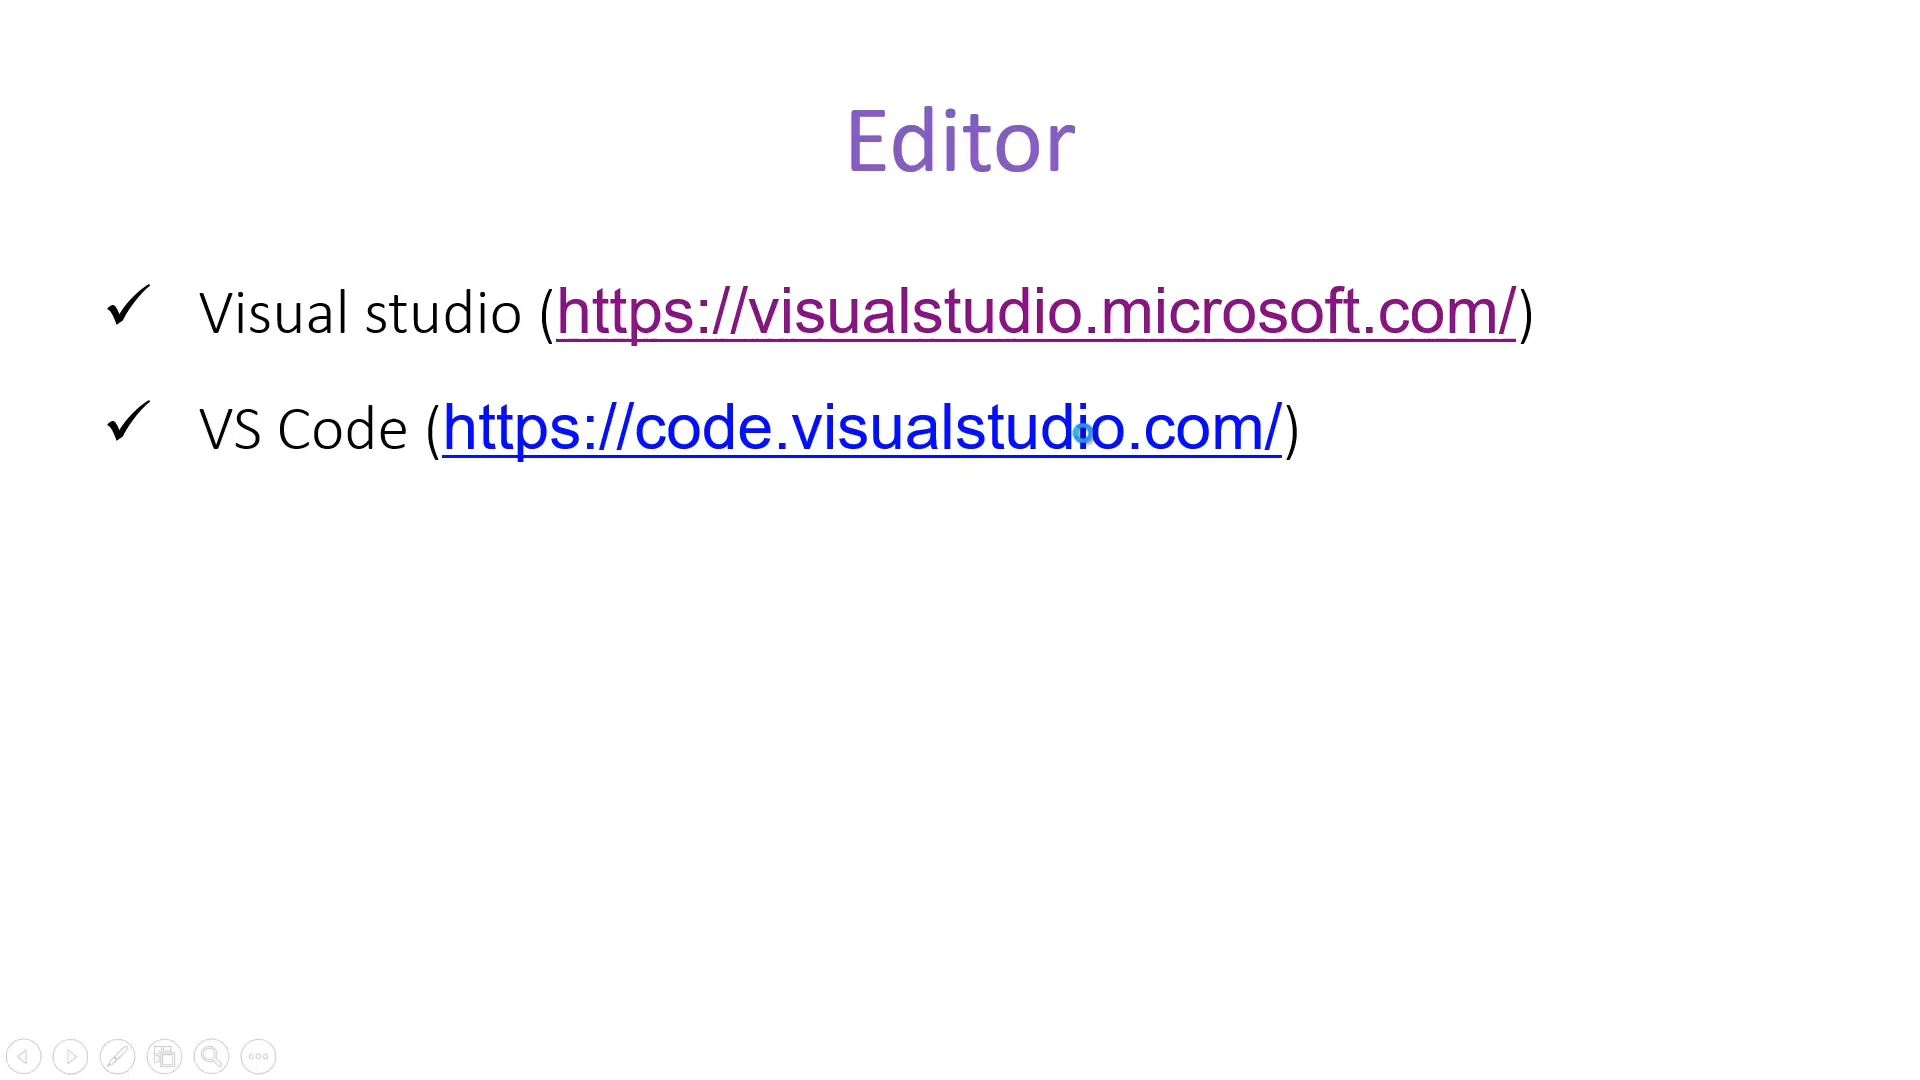 Editor
✓ Visual studio (https://visualstudio.microsoft.com/)
✓ VS Code (https://code.visualstudio.com/)